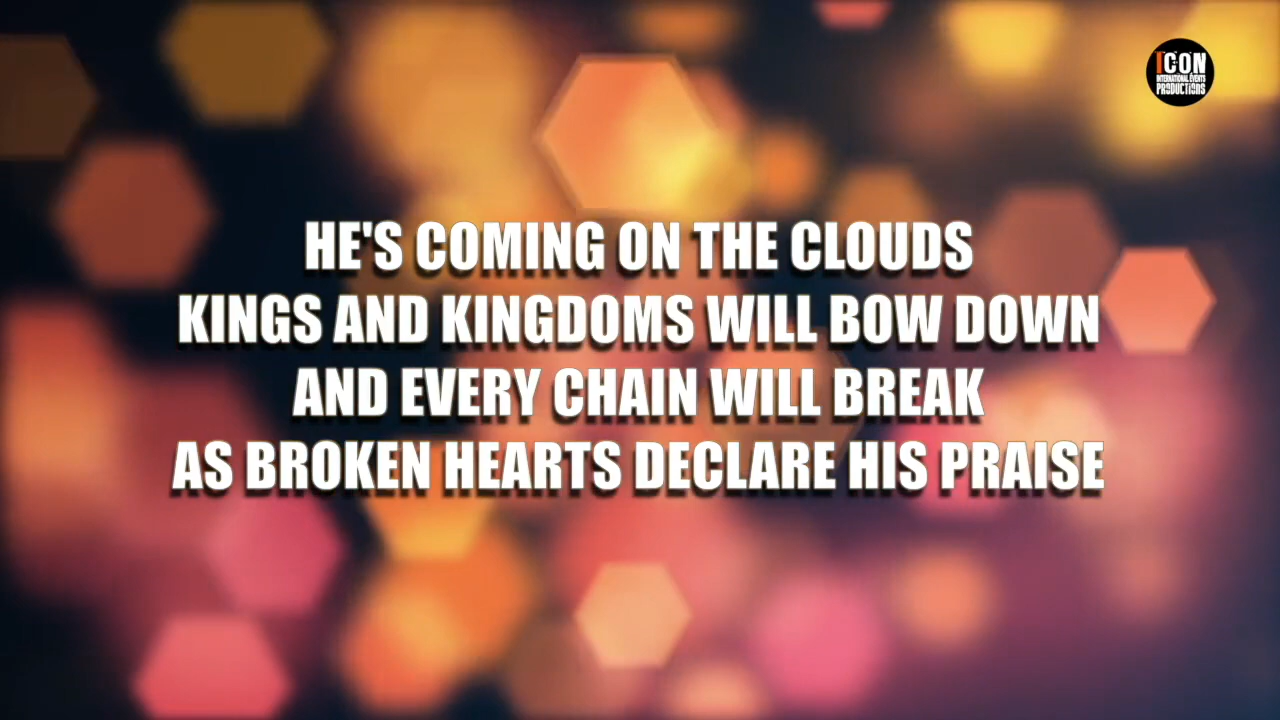 ICON
INTERNATIONAL EVENTS
PRODUCTIONS
HE'S COMING ON THE CLOUDS
KINGS AND KINGDOMS WILL BOW DOWN
AND EVERY CHAIN WILL BREAK
AS BROKEN HEARTS DECLARE HIS PRAISE